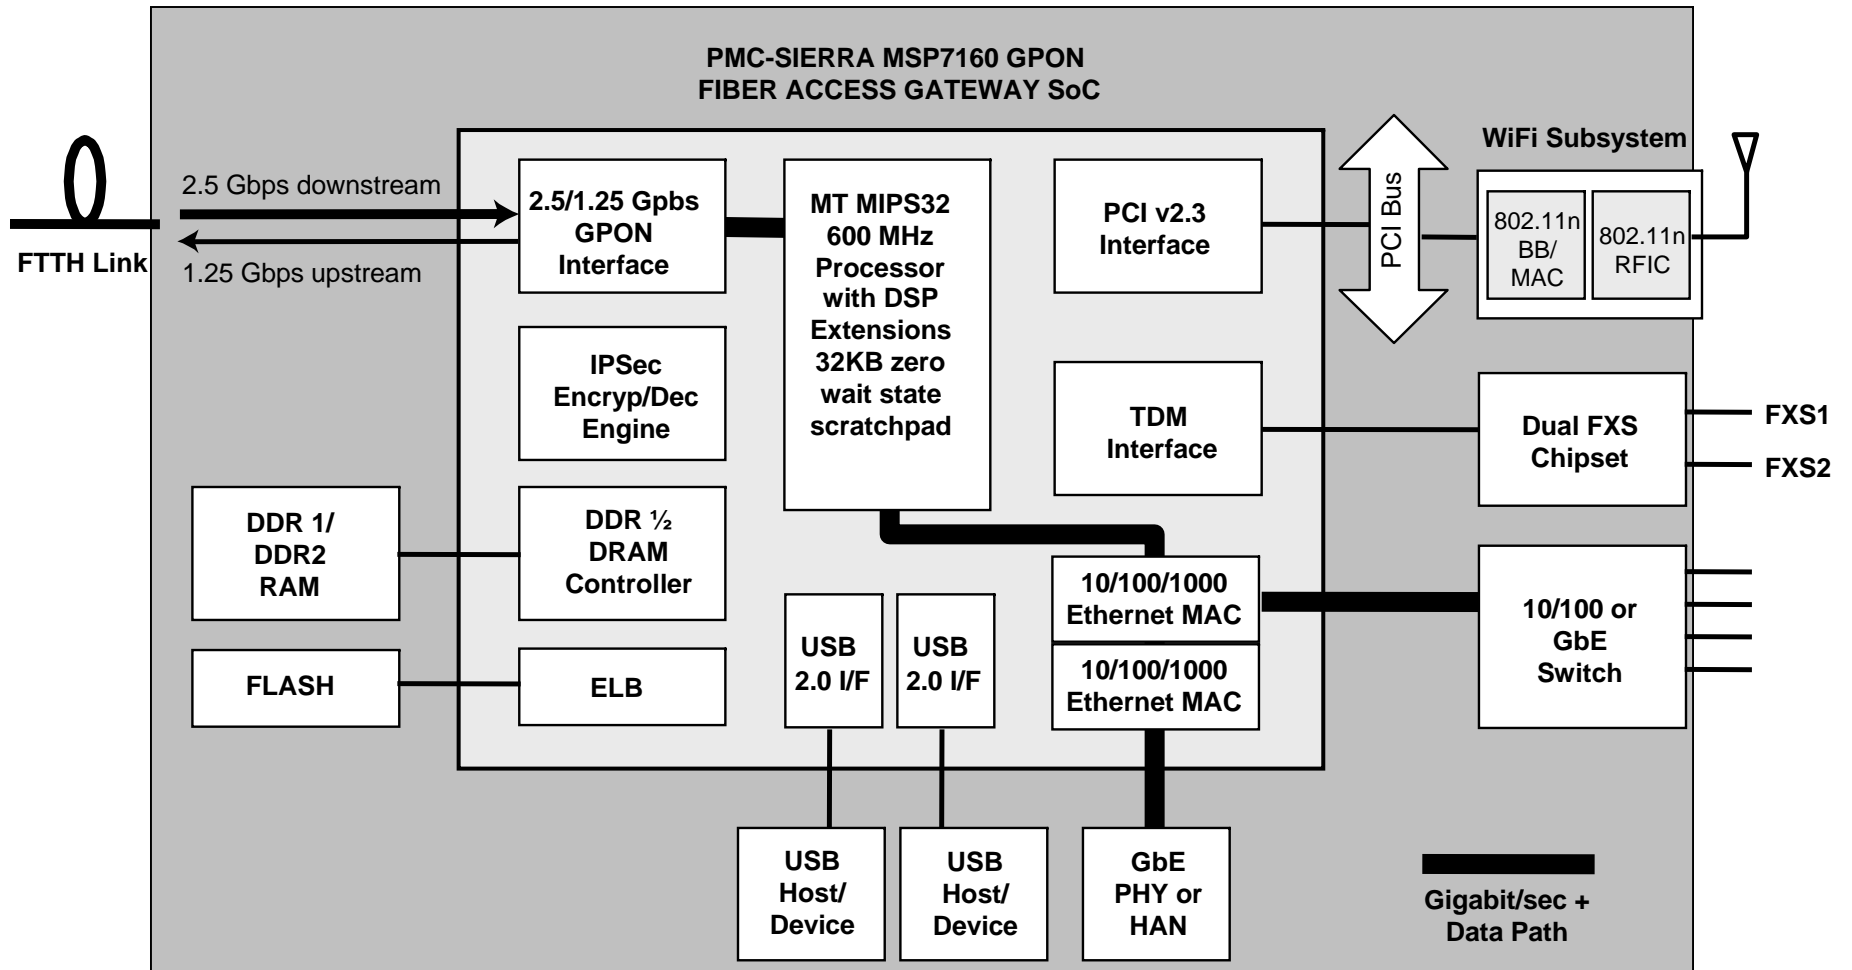 PMC-SIERRA MSP7160 GPON
FIBER ACCESS GATEWAY SoC
FTTH Link
2.5 Gbps downstream
1.25 Gbps upstream
2.5/1.25 Gpbs
GPON
Interface
MT MIPS32
600 MHz
Processor
with DSP
Extensions
32KB zero
wait state
scratchpad
PCI v2.3
Interface
PCI Bus
WiFi Subsystem
802.11n
BB/
MAC
802.11n
RFIC
IPSec
Encryp/Dec
Engine
TDM
Interface
Dual FXS
Chipset
FXS1
FXS2
DDR 1/
DDR2
RAM
DDR ½
DRAM
Controller
FLASH
ELB
USB
2.0 I/F
USB
2.0 I/F
10/100/1000
Ethernet MAC
10/100/1000
Ethernet MAC
10/100 or
GbE
Switch
USB
Host/
Device
USB
Host/
Device
GbE
PHY or
HAN
Gigabit/sec +
Data Path